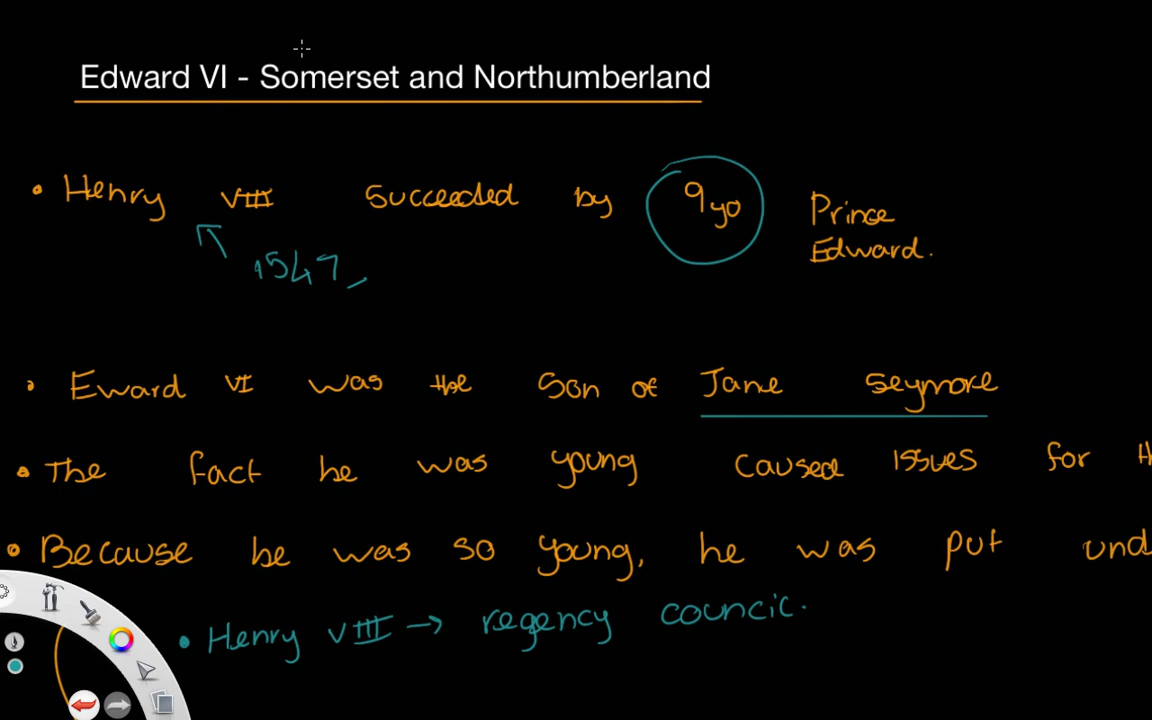 Edward VI - Somerset and Northumberland
• Henry VIII succeeded by 9yo Prince Edward.
1547
• Eward VI was the Son of Jane Seymore
• The fact he was young caused issues for
• Because he was so young, he was put
• Henry VIII → regency council.